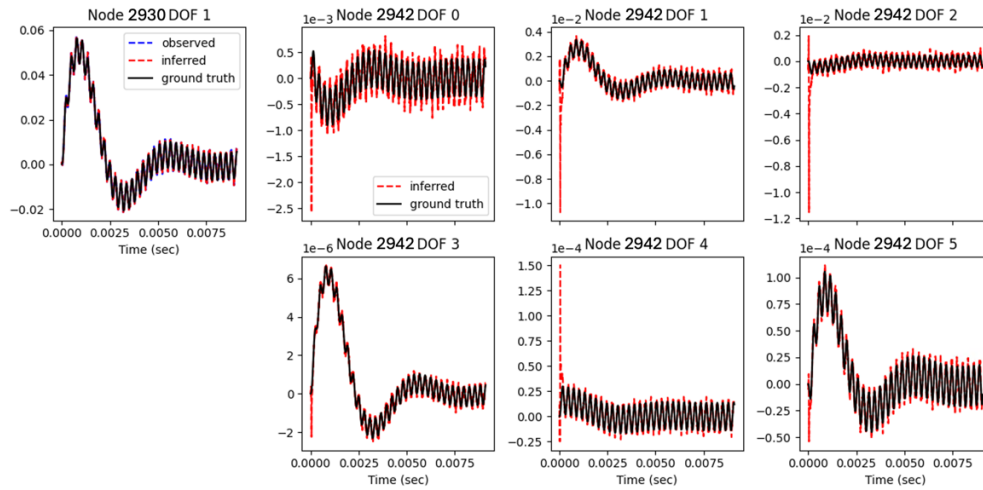 Node 2930 DOF 1
0.06
0.04
0.02
0.00
−0.02
observed
inferred
ground truth
0.0000 0.0025 0.0050 0.0075
Time (sec)
1e−3 Node 2942 DOF 0
0.5
0.0
−0.5
−1.0
−1.5
−2.0
−2.5
inferred
ground truth
1e−2 Node 2942 DOF 1
0.4
0.2
0.0
−0.2
−0.4
−0.6
−0.8
−1.0
1e−2 Node 2942 DOF 2
0.2
0.0
−0.2
−0.4
−0.6
−0.8
−1.0
−1.2
1e−6 Node 2942 DOF 3
6
4
2
0
−2
0.0000 0.0025 0.0050 0.0075
Time (sec)
1e−4 Node 2942 DOF 4
1.50
1.25
1.00
0.75
0.50
0.25
0.00
−0.25
0.0000 0.0025 0.0050 0.0075
Time (sec)
1e−4 Node 2942 DOF 5
1.00
0.75
0.50
0.25
0.00
−0.25
−0.50
0.0000 0.0025 0.0050 0.0075
Time (sec)